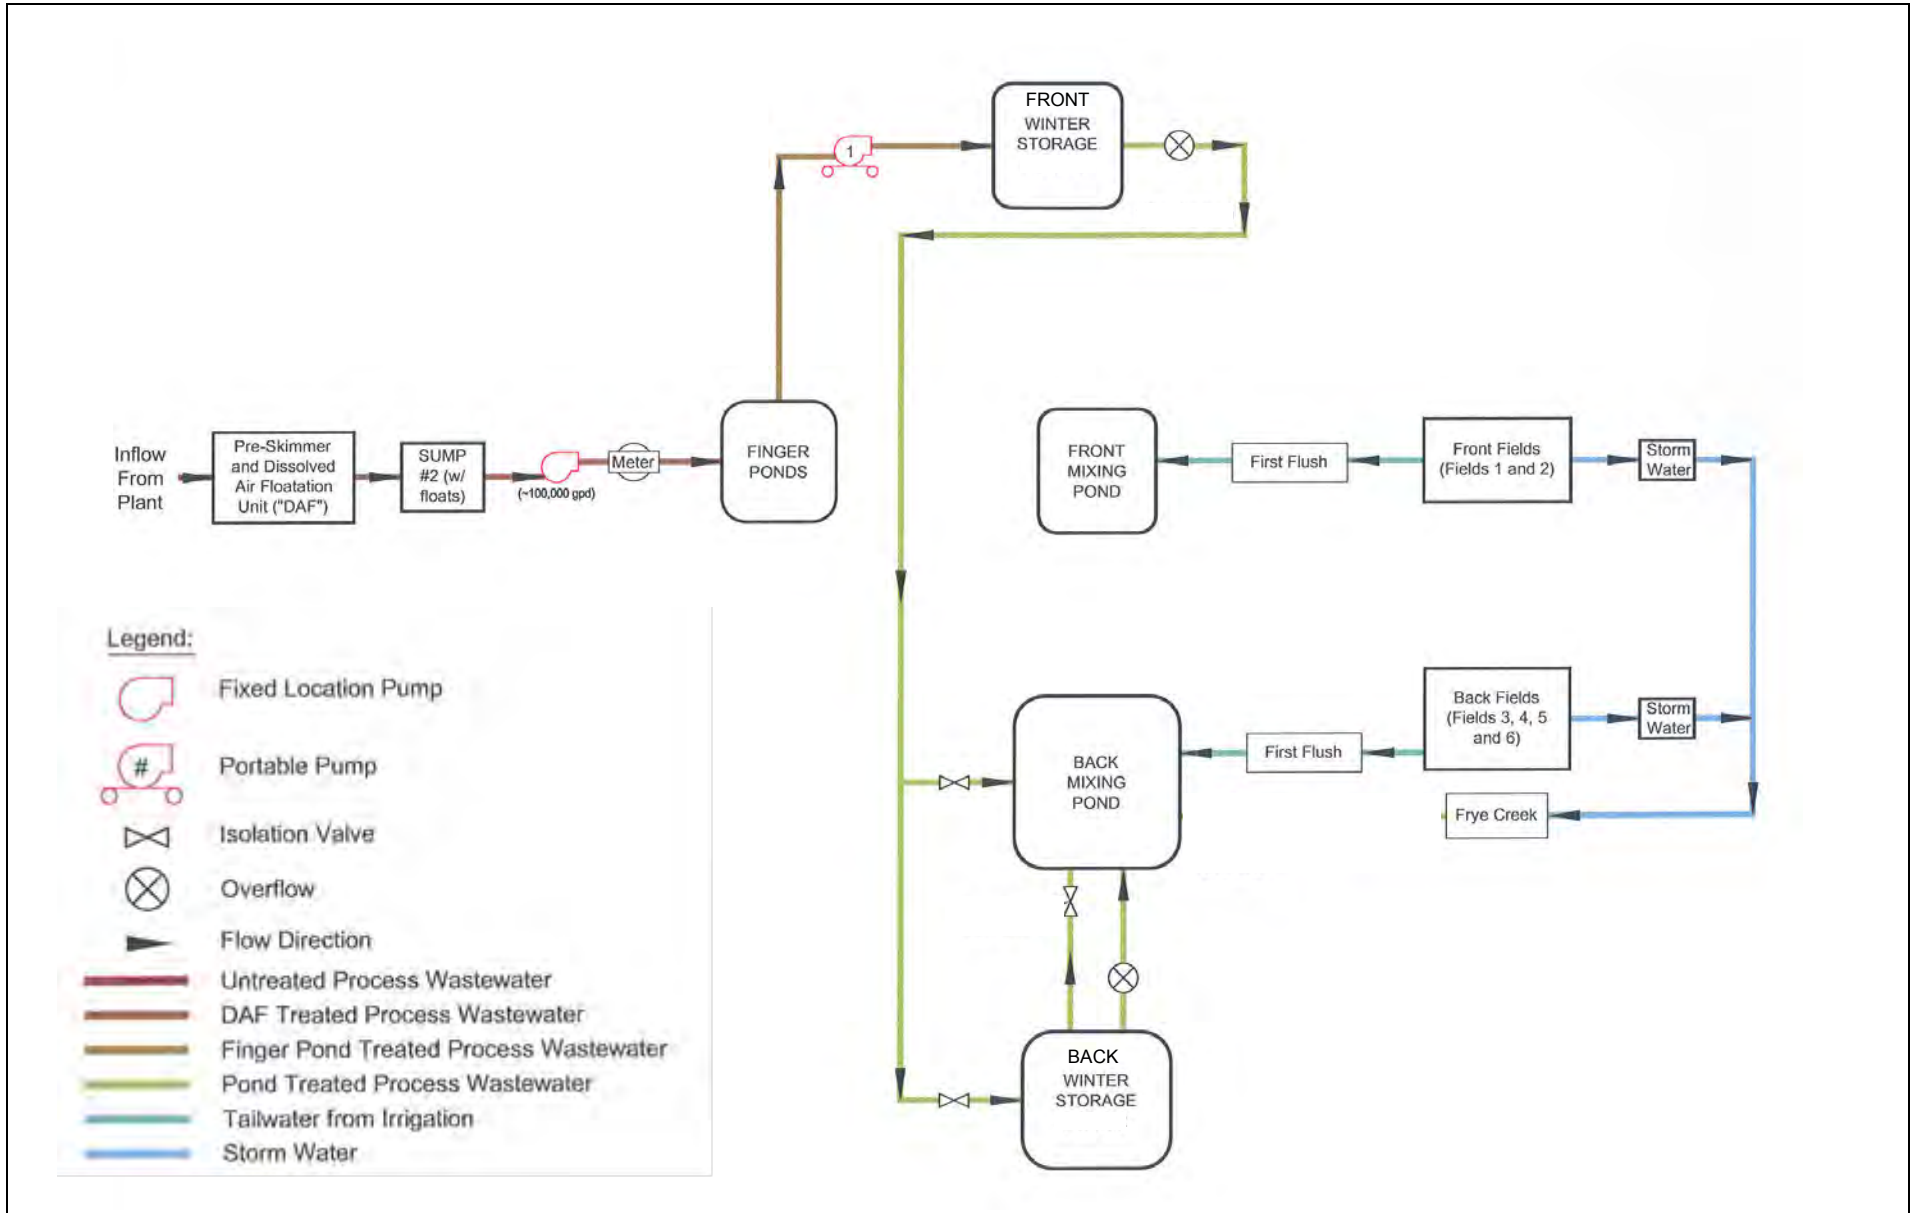 FRONT
WINTER
STORAGE
1
Inflow
From
Plant
Pre-Skimmer
and Dissolved
Air Floatation
Unit ("DAF")
SUMP
#2 (w/
floats)
(~100,000 gpd)
Meter
FINGER
PONDS
FRONT
MIXING
POND
First Flush
Front Fields
(Fields 1 and 2)
Storm
Water
BACK
MIXING
POND
First Flush
Back Fields
(Fields 3, 4, 5
and 6)
Storm
Water
Frye Creek
BACK
WINTER
STORAGE
Legend:
Fixed Location Pump
#
Portable Pump
Isolation Valve
Overflow
Flow Direction
Untreated Process Wastewater
DAF Treated Process Wastewater
Finger Pond Treated Process Wastewater
Pond Treated Process Wastewater
Tailwater from Irrigation
Storm Water